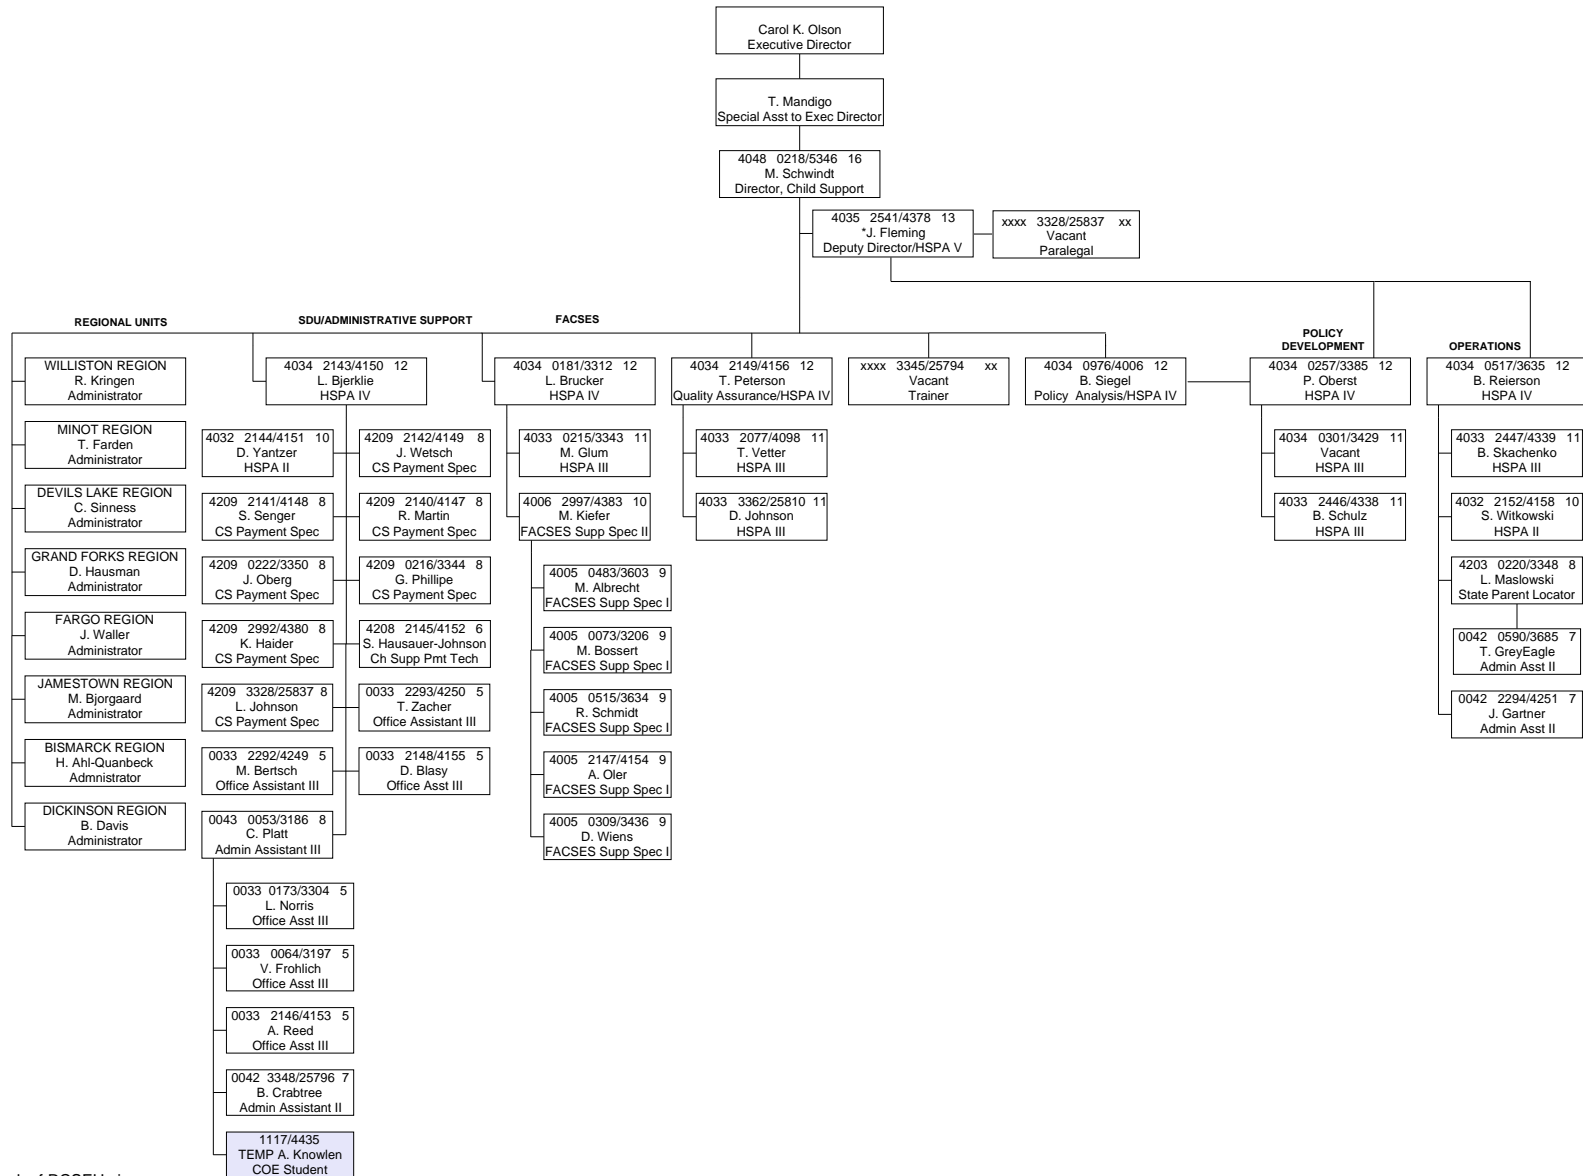 Carol K. Olson
Executive Director
T. Mandigo
Special Asst to Exec Director
4048 0218/5346 16
M. Schwindt
Director, Child Support
4035 2541/4378 13
*J. Fleming
Deputy Director/HSPA V
xxxx 3328/25837 xx
Vacant
Paralegal
REGIONAL UNITS
SDU/ADMINISTRATIVE SUPPORT
FACSES
POLICY
DEVELOPMENT
OPERATIONS
WILLISTON REGION
R. Kringen
Administrator
MINOT REGION
T. Farden
Administrator
DEVILS LAKE REGION
C. Sinness
Administrator
GRAND FORKS REGION
D. Hausman
Administrator
FARGO REGION
J. Waller
Administrator
JAMESTOWN REGION
M. Bjorgaard
Administrator
BISMARCK REGION
H. Ahl-Quanbeck
Admnistrator
DICKINSON REGION
B. Davis
Administrator
4034 2143/4150 12
L. Bjerklie
HSPA IV
4032 2144/4151 10
D. Yantzer
HSPA II
4209 2142/4149 8
J. Wetsch
CS Payment Spec
4209 2141/4148 8
S. Senger
CS Payment Spec
4209 2140/4147 8
R. Martin
CS Payment Spec
4209 0222/3350 8
J. Oberg
CS Payment Spec
4209 0216/3344 8
G. Phillipe
CS Payment Spec
4209 2992/4380 8
K. Haider
CS Payment Spec
4208 2145/4152 6
S. Hausauer-Johnson
Ch Supp Pmt Tech
4209 3328/25837 8
L. Johnson
CS Payment Spec
0033 2293/4250 5
T. Zacher
Office Assistant III
0033 2292/4249 5
M. Bertsch
Office Assistant III
0033 2148/4155 5
D. Blasy
Office Asst III
0043 0053/3186 8
C. Platt
Admin Assistant III
0033 0173/3304 5
L. Norris
Office Asst III
0033 0064/3197 5
V. Frohlich
Office Asst III
0033 2146/4153 5
A. Reed
Office Asst III
0042 3348/25796 7
B. Crabtree
Admin Assistant II
1117/4435
TEMP A. Knowlen
COE Student
4034 0181/3312 12
L. Brucker
HSPA IV
4033 0215/3343 11
M. Glum
HSPA III
4006 2997/4383 10
M. Kiefer
FACSES Supp Spec II
4005 0483/3603 9
M. Albrecht
FACSES Supp Spec I
4005 0073/3206 9
M. Bossert
FACSES Supp Spec I
4005 0515/3634 9
R. Schmidt
FACSES Supp Spec I
4005 2147/4154 9
A. Oler
FACSES Supp Spec I
4005 0309/3436 9
D. Wiens
FACSES Supp Spec I
4034 2149/4156 12
T. Peterson
Quality Assurance/HSPA IV
4033 2077/4098 11
T. Vetter
HSPA III
4033 3362/25810 11
D. Johnson
HSPA III
xxxx 3345/25794 xx
Vacant
Trainer
4034 0976/4006 12
B. Siegel
Policy Analysis/HSPA IV
4034 0257/3385 12
P. Oberst
HSPA IV
4034 0301/3429 11
Vacant
HSPA III
4033 2446/4338 11
B. Schulz
HSPA III
4034 0517/3635 12
B. Reierson
HSPA IV
4033 2447/4339 11
B. Skachenko
HSPA III
4032 2152/4158 10
S. Witkowski
HSPA II
4203 0220/3348 8
L. Maslowski
State Parent Locator
0042 0590/3685 7
T. GreyEagle
Admin Asst II
0042 2294/4251 7
J. Gartner
Admin Asst II